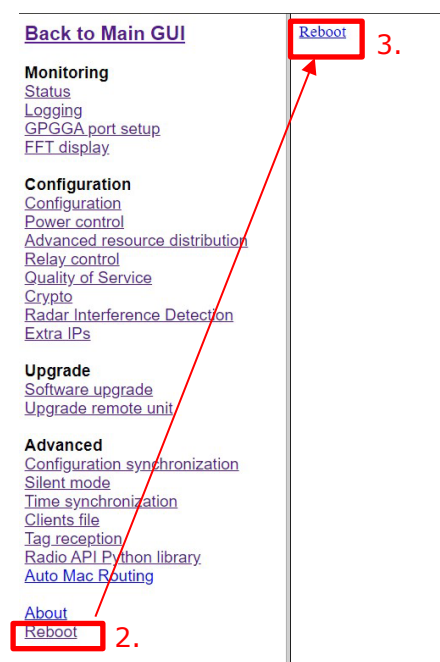 Back to Main GUI
Monitoring
Status
Logging
GPGGA port setup
FFT display
Configuration
Configuration
Power control
Advanced resource distribution
Relay control
Quality of Service
Crypto
Radar Interference Detection
Extra IPs
Upgrade
Software upgrade
Upgrade remote unit
Advanced
Configuration synchronization
Silent mode
Time synchronization
Clients file
Tag reception
Radio API Python library
Auto Mac Routing
About
Reboot
2.
Reboot
3.